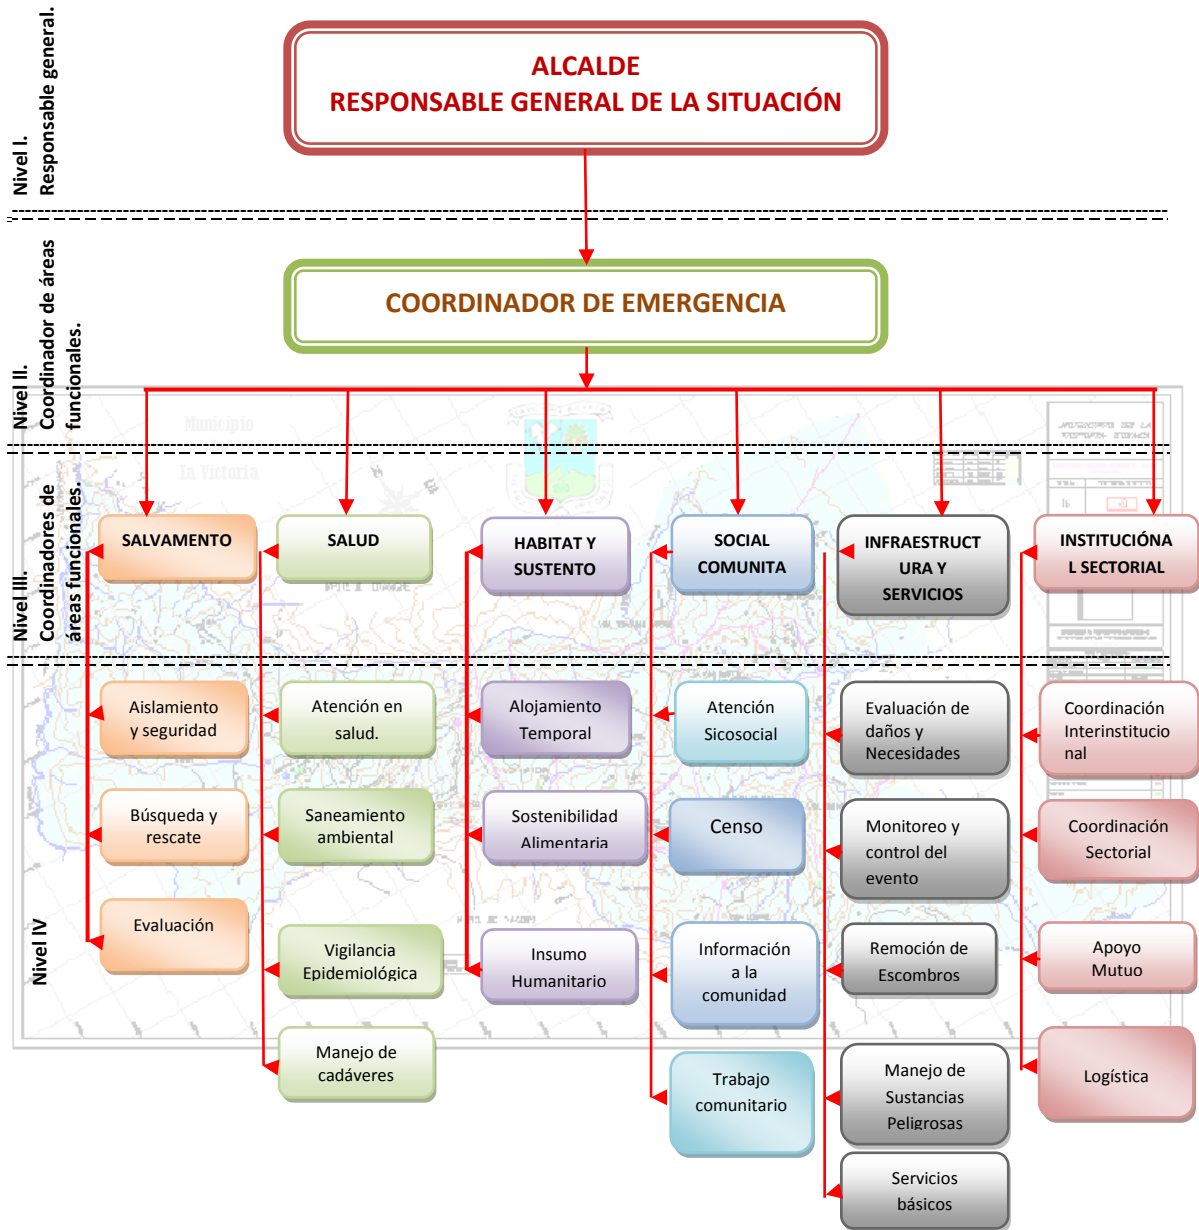 Nivel I.
Responsable general.
ALCALDE
RESPONSABLE GENERAL DE LA SITUACIÓN
Nivel II.
Coordinador de áreas
funcionales.
COORDINADOR DE EMERGENCIA
Municipio
La Victoria
Nivel III.
Coordinadores de
áreas funcionales.
SALVAMENTO
SALUD
HABITAT Y
SUSTENTO
SOCIAL
COMUNITA
INFRAESTRUCT
URA Y
SERVICIOS
INSTITUCIÓNA
L SECTORIAL
Nivel IV
Aislamiento
y seguridad
Búsqueda y
rescate
Evaluación
Atención en
salud.
Saneamiento
ambiental
Vigilancia
Epidemiológica
Manejo de
cadáveres
Alojamiento
Temporal
Sostenibilidad
Alimentaria
Insumo
Humanitario
Atención
Sicosocial
Censo
Información
a la
comunidad
Trabajo
comunitario
Evaluación de
daños y
Necesidades
Monitoreo y
control del
evento
Remoción de
Escombros
Manejo de
Sustancias
Peligrosas
Servicios
básicos
Coordinación
Interinstitucio
nal
Coordinación
Sectorial
Apoyo
Mutuo
Logística